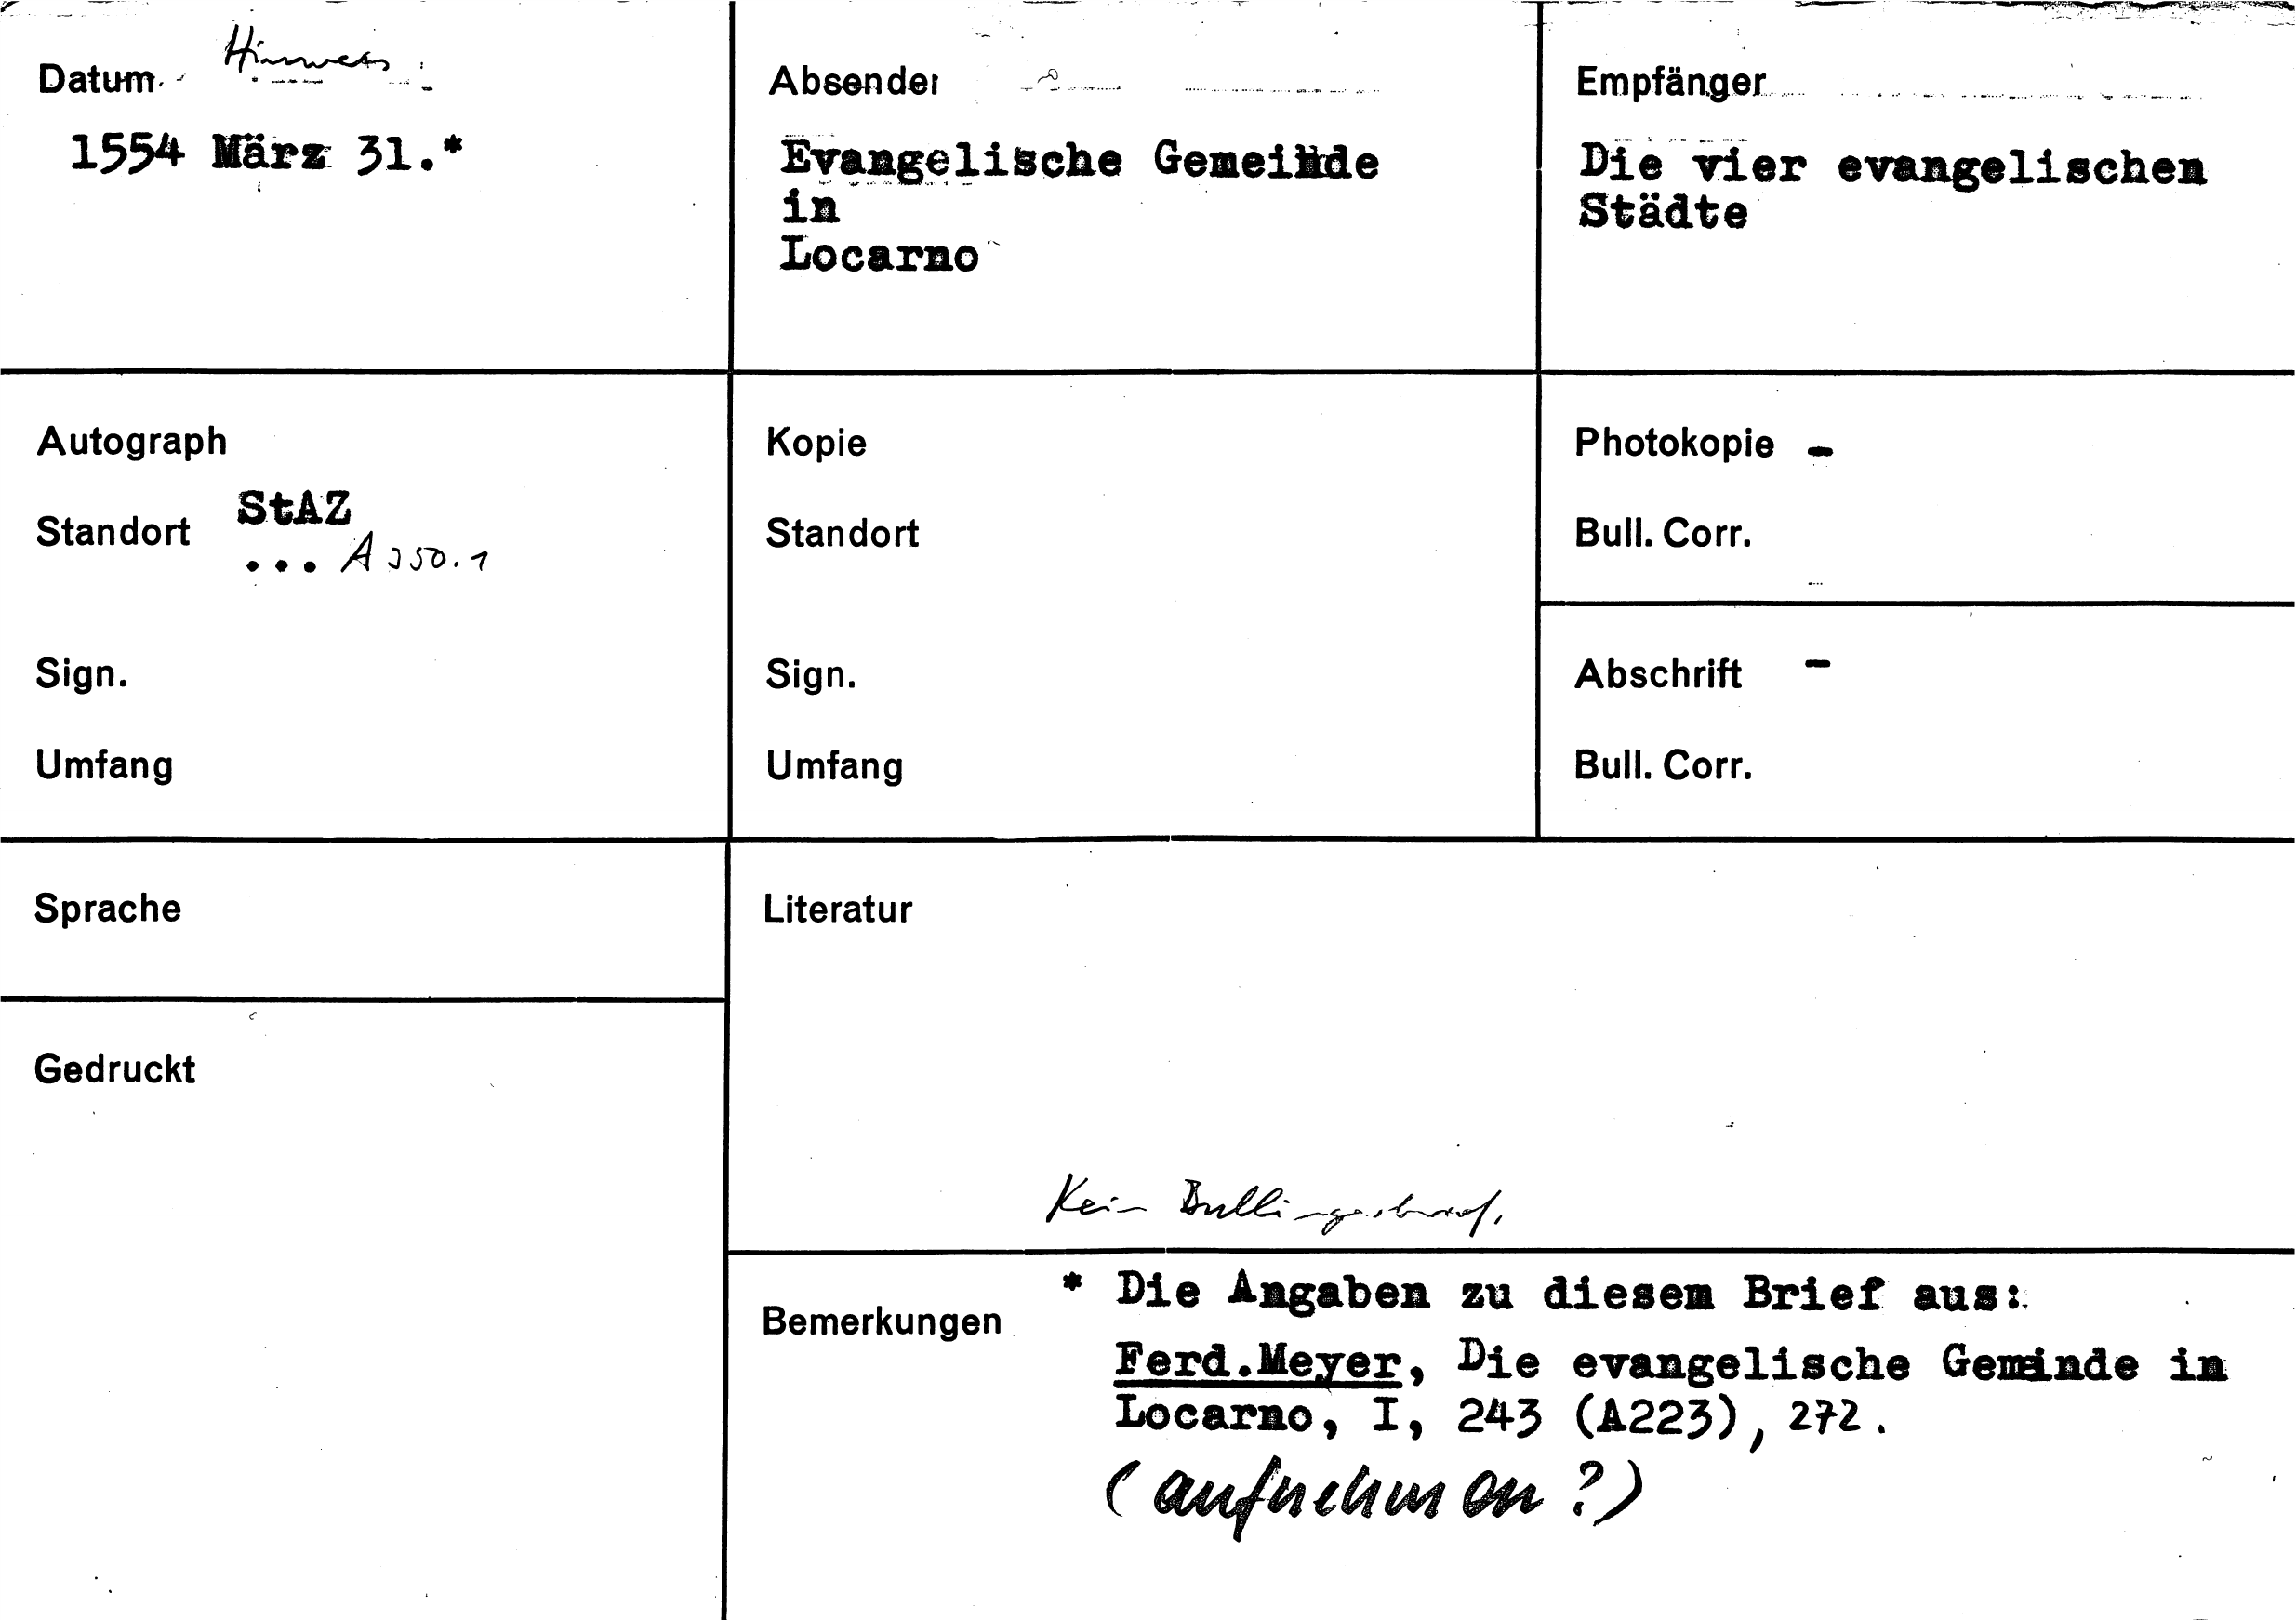 Datum Hinweis
1554 März 31.*
Absender
Evangelische Gemeinde
in
Locarno
Empfänger
Die vier evangelischen
Städte
Autograph
Standort StAZ
... A 350.1
Sign.
Umfang
Kopie
Standort
Sign.
Umfang
Photokopie -
Bull. Corr.
Abschrift -
Bull. Corr.
Sprache
Gedruckt
Literatur
Kein Bullingerbrief.
Bemerkungen
* Die Angaben zu diesem Brief aus:
Ferd.Meyer, Die evangelische Gemeinde in
Locarno, I, 243 (A223), 272.
(aufnehmen?)